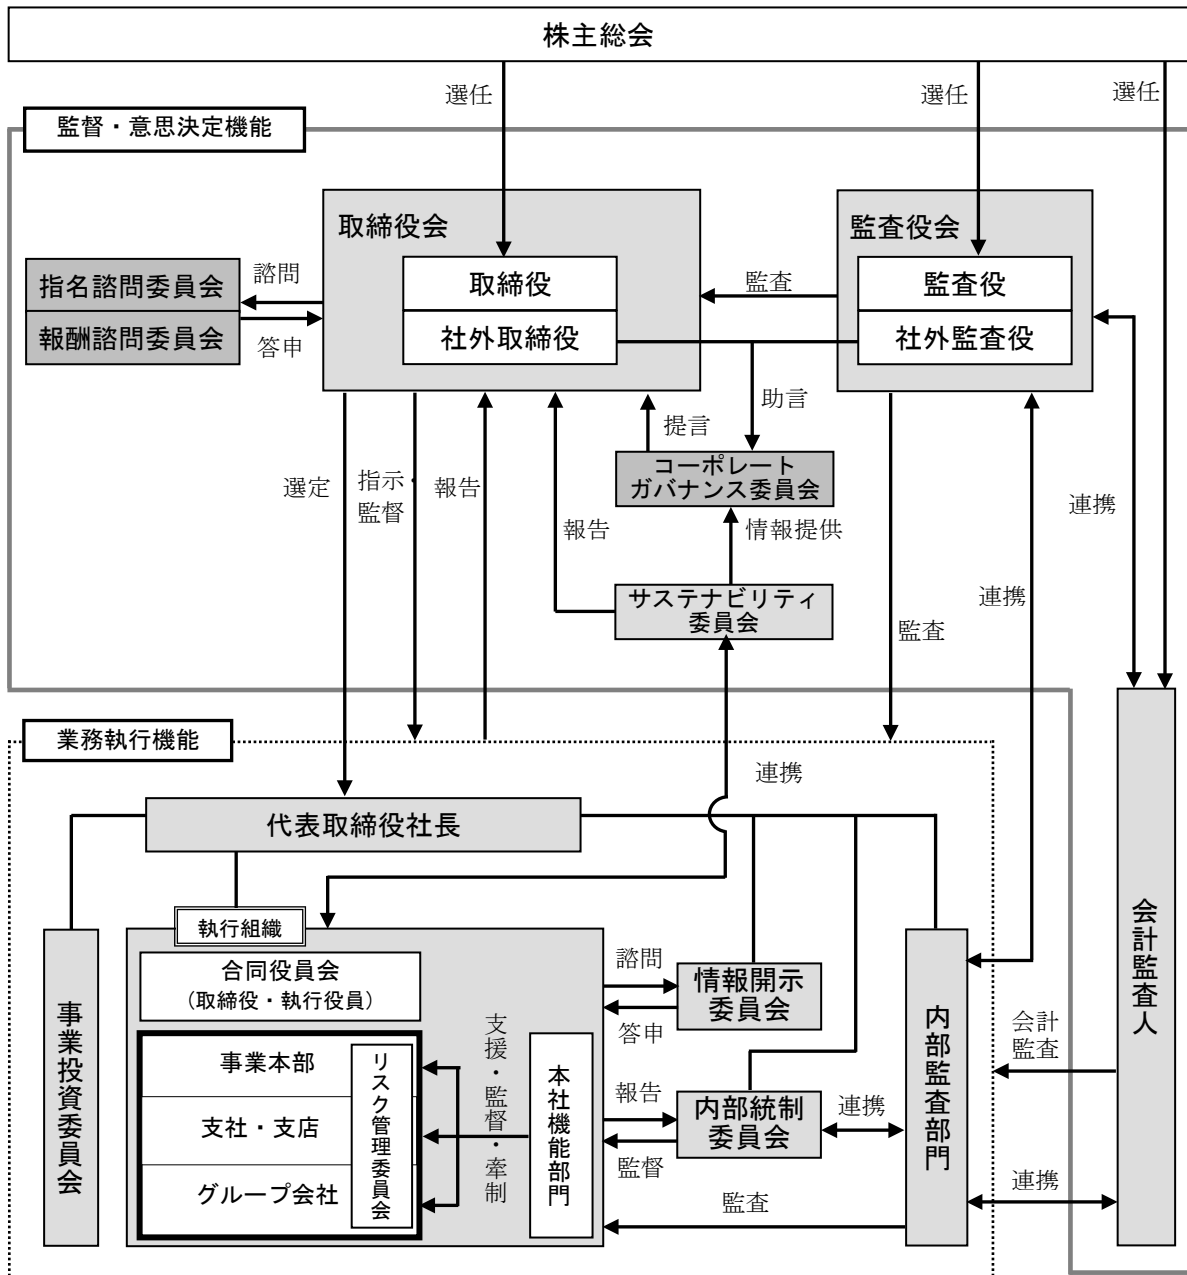 株主総会
選任
選任
選任
監督・意思決定機能
取締役会
監査役会
指名諮問委員会
報酬諮問委員会
諮問
答申
取締役
社外取締役
監査
監査役
社外監査役
助言
提言
コーポレート
ガバナンス委員会
選定
指示・
監督
報告
報告
情報提供
連携
サステナビリティ
委員会
連携
監査
業務執行機能
連携
代表取締役社長
執行組織
合同役員会
(取締役・執行役員)
諮問
答申
情報開示
委員会
事業投資委員会
事業本部
支社・支店
グループ会社
リスク管理委員会
支援・監督・牽制
本社機能部門
報告
監督
内部統制
委員会
連携
監査
内部監査部門
会計
監査
連携
会計監査人